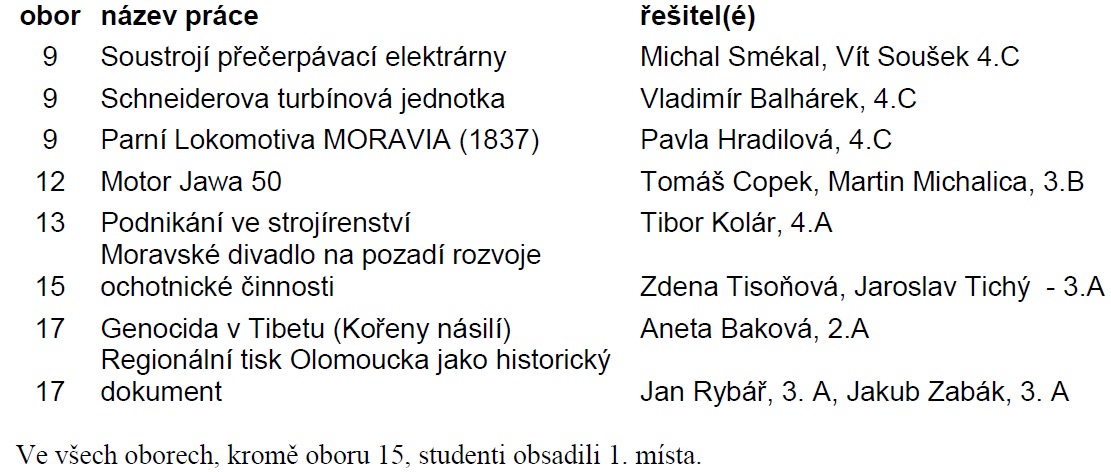 obor název práce řešitel(é)
9 Soustrojí přečerpávací elektrárny Michal Smékal, Vít Soušek 4.C
9 Schneiderova turbínová jednotka Vladimír Balhárek, 4.C
9 Parní Lokomotiva MORAVIA (1837) Pavla Hradilová, 4.C
12 Motor Jawa 50 Tomáš Copek, Martin Michalica, 3.B
13 Podnikání ve strojírenství Tibor Kolár, 4.A
Moravské divadlo na pozadí rozvoje
15 ochotnické činnosti Zdena Tisoňová, Jaroslav Tichý - 3.A
17 Genocida v Tibetu (Kořeny násilí) Aneta Baková, 2.A
Regionální tisk Olomoucka jako historický
17 dokument Jan Rybář, 3. A, Jakub Zabák, 3. A
Ve všech oborech, kromě oboru 15, studenti obsadili 1. místa.